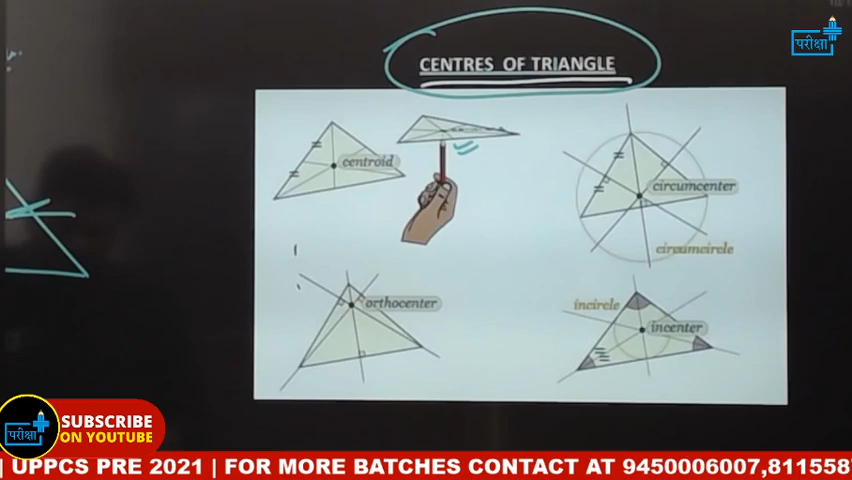 परीक्षा
CENTRES OF TRIANGLE
centroid
circumcenter
circumcircle
orthocenter
incircle
incenter
परीक्षा
SUBSCRIBE
ON YOUTUBE
| UPPCS PRE 2021 | FOR MORE BATCHES CONTACT AT 9450006007,811558